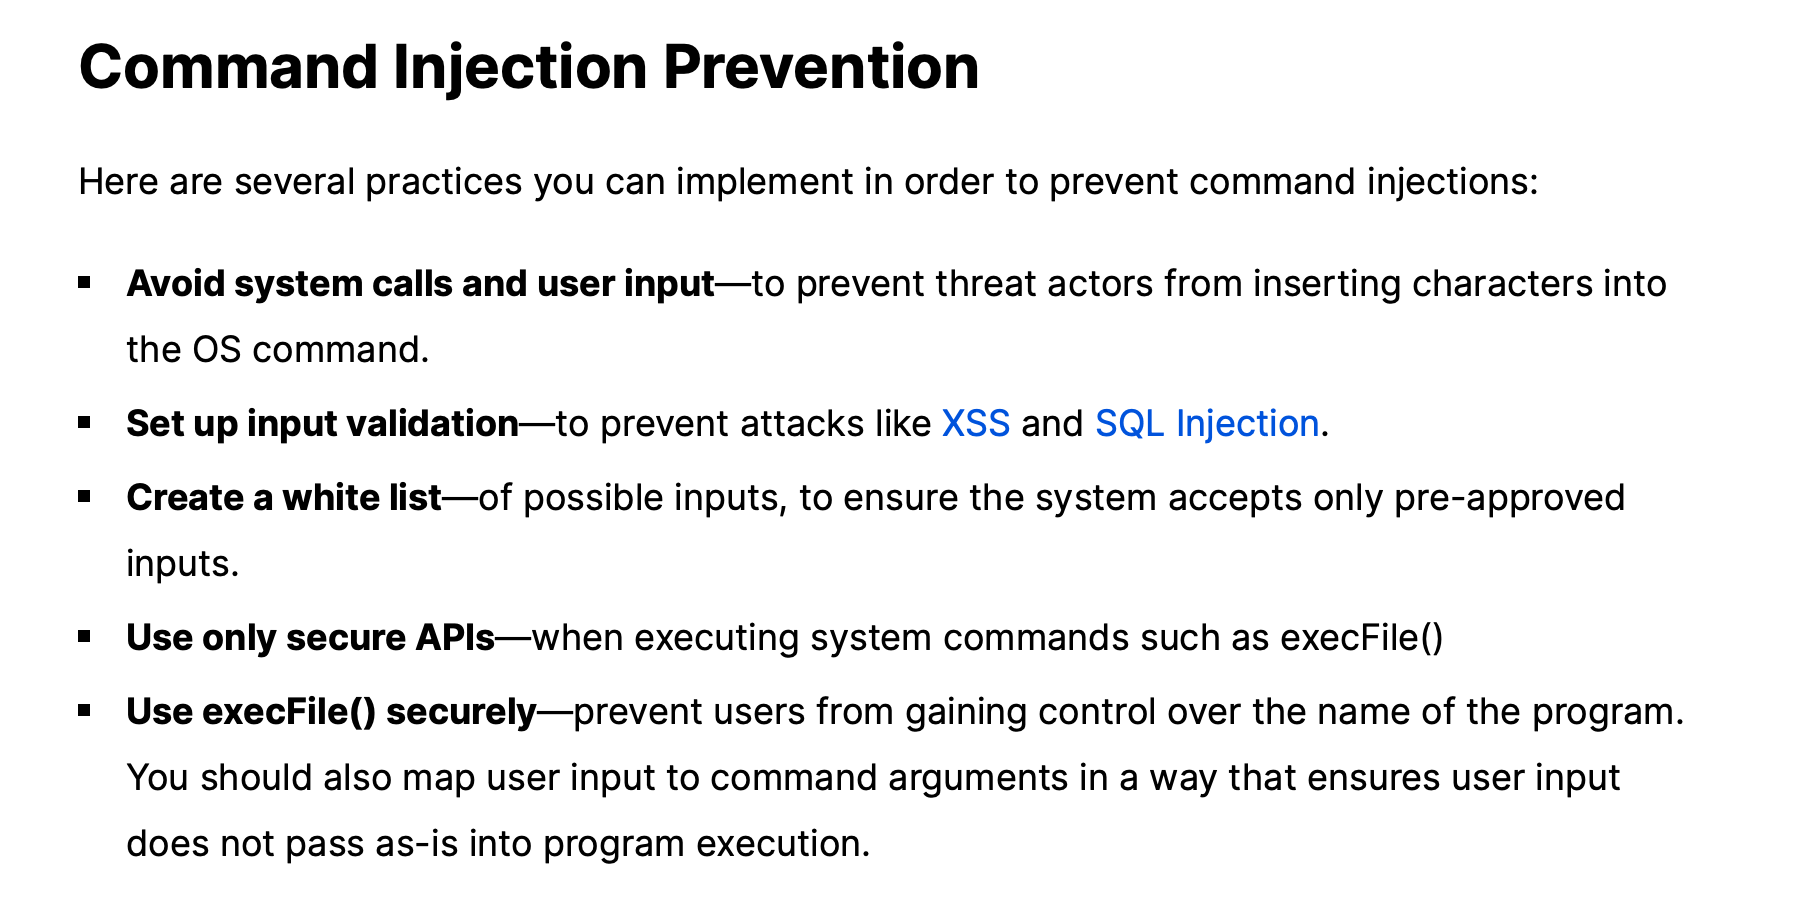 Command Injection Prevention
Here are several practices you can implement in order to prevent command injections:
▪ Avoid system calls and user input—to prevent threat actors from inserting characters into
the OS command.
▪ Set up input validation—to prevent attacks like XSS and SQL Injection.
▪ Create a white list—of possible inputs, to ensure the system accepts only pre-approved
inputs.
▪ Use only secure APIs—when executing system commands such as execFile()
▪ Use execFile() securely—prevent users from gaining control over the name of the program.
You should also map user input to command arguments in a way that ensures user input
does not pass as-is into program execution.